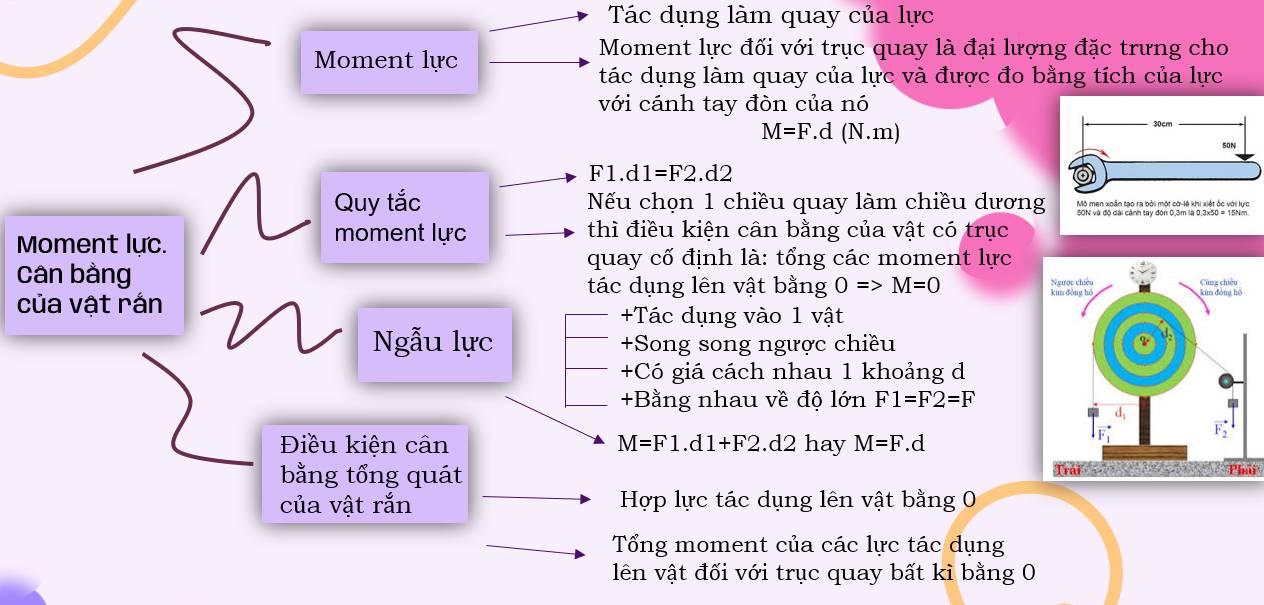 Moment lực.
Cân bằng
của vật rắn
Moment lực
Tác dụng làm quay của lực
Moment lực đối với trục quay là đại lượng đặc trưng cho
tác dụng làm quay của lực và được đo bằng tích của lực
với cánh tay đòn của nó
M=F.d (N.m)
30cm
50N
Mô men xoắn tạo ra bởi một cờ-lê khi xiết ốc với lực
50N và độ dài cánh tay đòn 0,3m là 0,3x50 = 15Nm.
Quy tắc
moment lực
F1.d1=F2.d2
Nếu chọn 1 chiều quay làm chiều dương
thì điều kiện cân bằng của vật có trục
quay cố định là: tổng các moment lực
tác dụng lên vật bằng 0 => M=0
Ngược chiều
kim đồng hồ
Cùng chiều
kim đồng hồ
O
d2
d1
F1
F2
Trái
Phải
Ngẫu lực
+Tác dụng vào 1 vật
+Song song ngược chiều
+Có giá cách nhau 1 khoảng d
+Bằng nhau về độ lớn F1=F2=F
M=F1.d1+F2.d2 hay M=F.d
Điều kiện cân
bằng tổng quát
của vật rắn
Hợp lực tác dụng lên vật bằng 0
Tổng moment của các lực tác dụng
lên vật đối với trục quay bất kì bằng 0